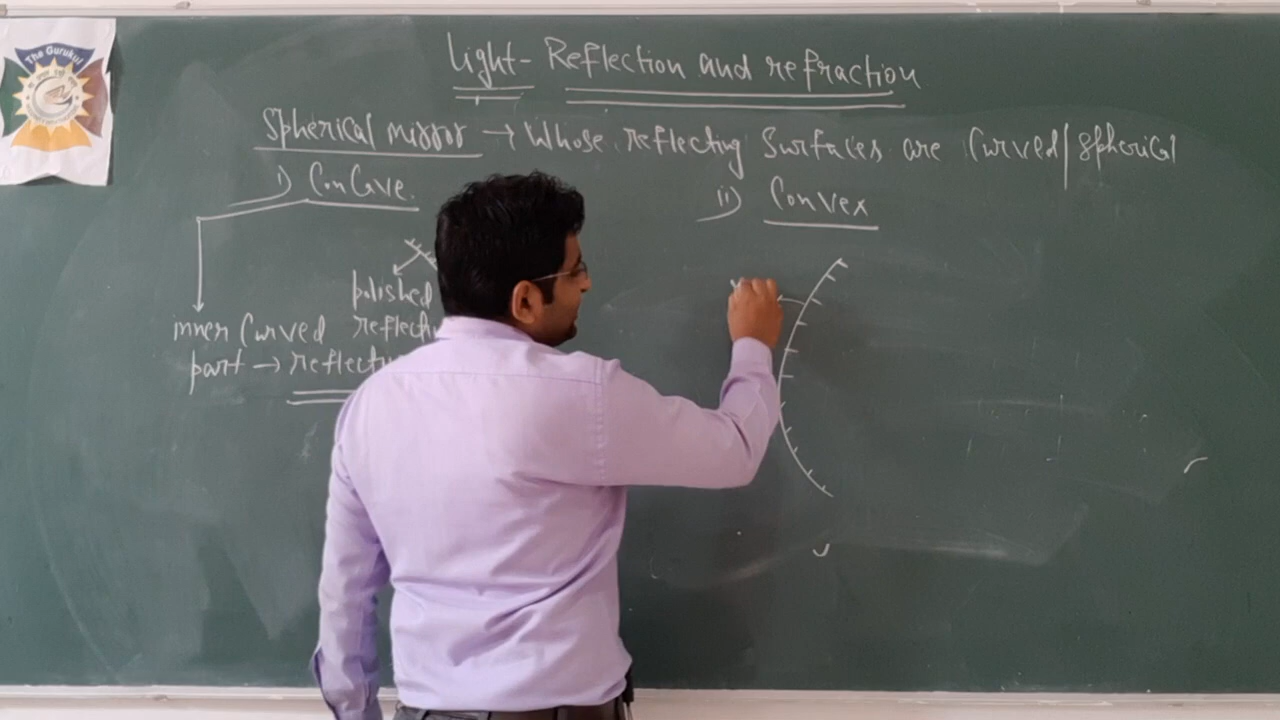 The Gurukul
Light - Reflection and refraction
Spherical mirror → Whose reflecting Surfaces are Curved/Spherical
i) Concave.
ii) Convex
polished
inner Curved
part →